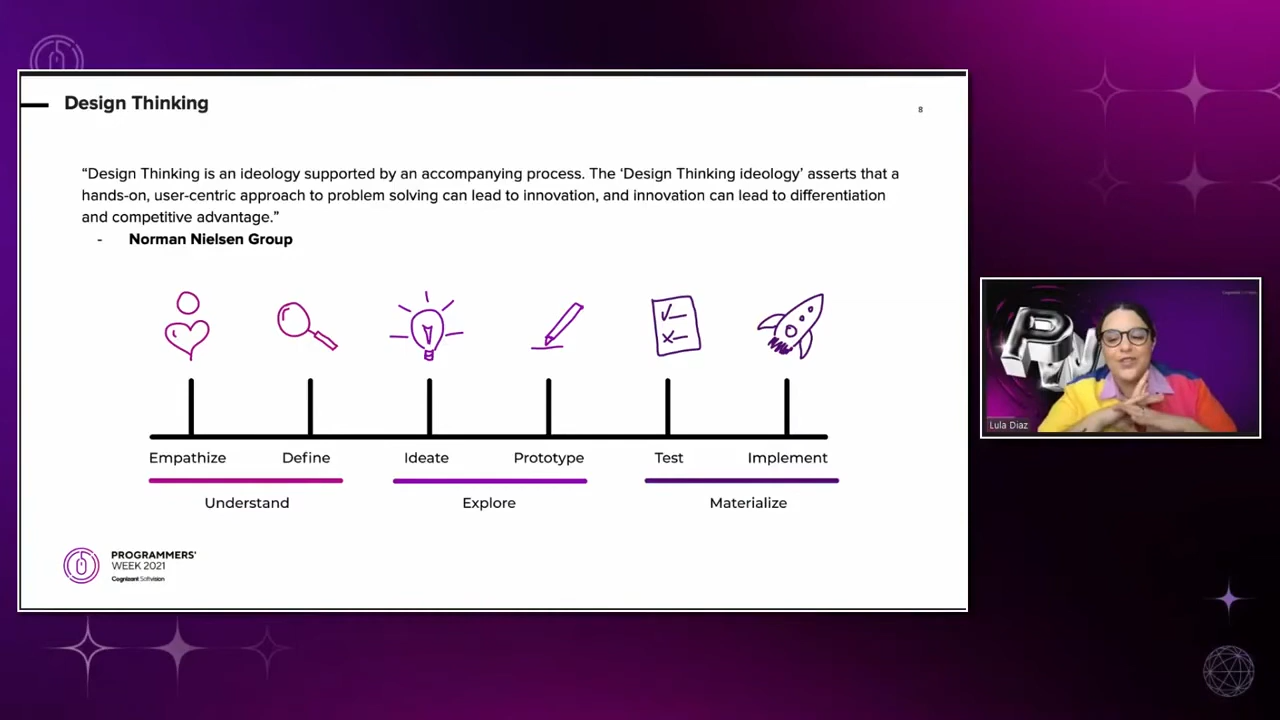 Design Thinking
8
“Design Thinking is an ideology supported by an accompanying process. The ‘Design Thinking ideology’ asserts that a
hands-on, user-centric approach to problem solving can lead to innovation, and innovation can lead to differentiation
and competitive advantage.”
- Norman Nielsen Group
Empathize Define Ideate Prototype Test Implement
Understand Explore Materialize
PROGRAMMERS'
WEEK 2021
Cognizant Softvision
Lula Diaz